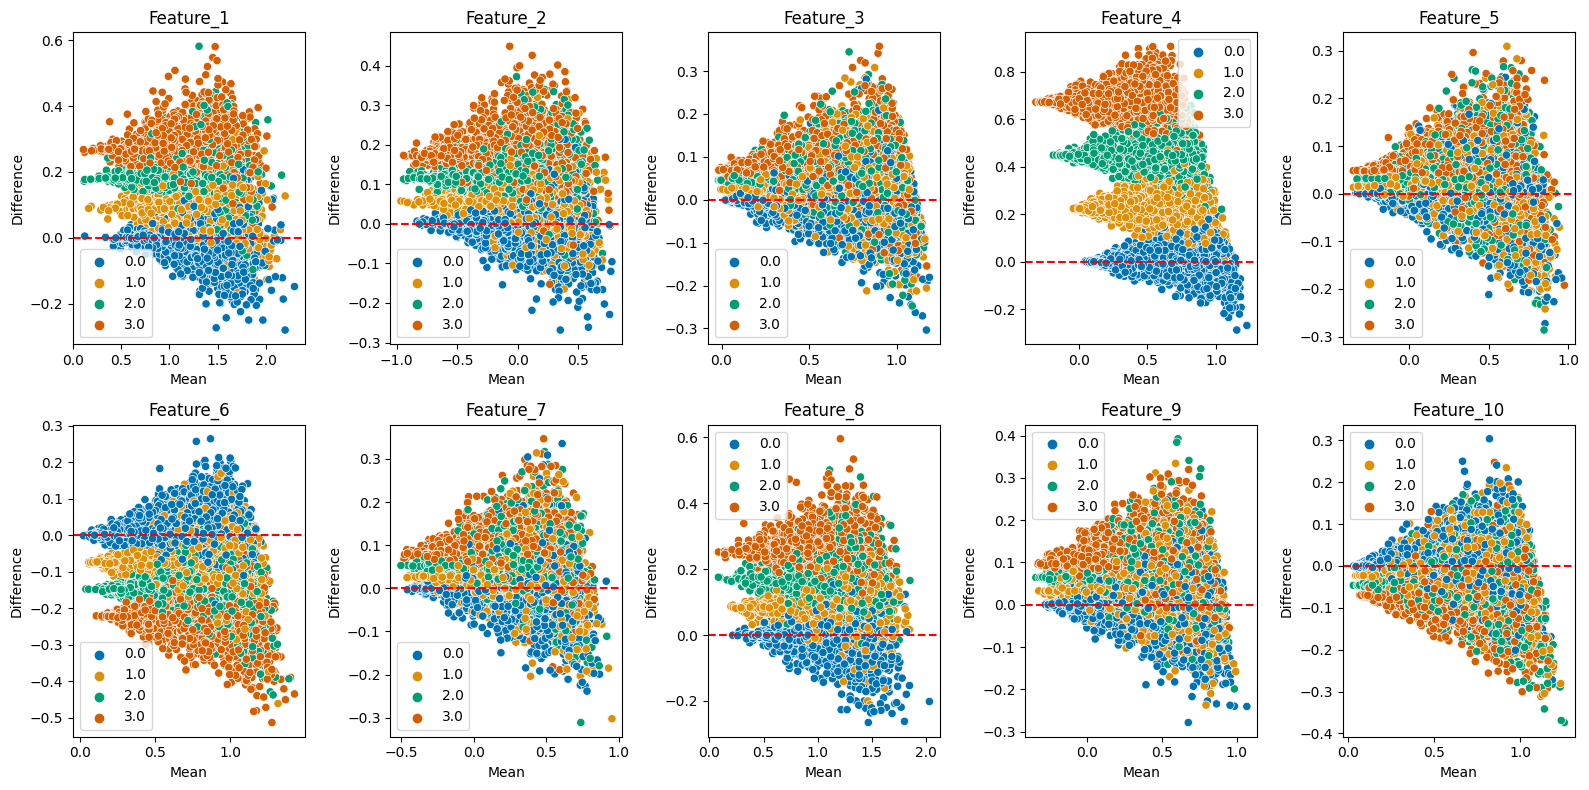 Feature_1 Feature_2 Feature_3 Feature_4 Feature_5
0.6 0.4 0.2 0.0 −0.2
Difference
0.0 0.5 1.0 1.5 2.0
Mean
0.0
1.0
2.0
3.0
0.4 0.3 0.2 0.1 0.0 −0.1 −0.2 −0.3
Difference
−1.0 −0.5 0.0 0.5
Mean
0.0
1.0
2.0
3.0
0.3 0.2 0.1 0.0 −0.1 −0.2 −0.3
Difference
0.0 0.5 1.0
Mean
0.0
1.0
2.0
3.0
0.8 0.6 0.4 0.2 0.0 −0.2
Difference
0.0 0.5 1.0
Mean
0.0
1.0
2.0
3.0
0.3 0.2 0.1 0.0 −0.1 −0.2 −0.3
Difference
0.0 0.5 1.0
Mean
0.0
1.0
2.0
3.0
Feature_6 Feature_7 Feature_8 Feature_9 Feature_10
0.3 0.2 0.1 0.0 −0.1 −0.2 −0.3 −0.4 −0.5
Difference
0.0 0.5 1.0
Mean
0.0
1.0
2.0
3.0
0.3 0.2 0.1 0.0 −0.1 −0.2 −0.3
Difference
−0.5 0.0 0.5 1.0
Mean
0.0
1.0
2.0
3.0
0.6 0.4 0.2 0.0 −0.2
Difference
0.0 0.5 1.0 1.5 2.0
Mean
0.0
1.0
2.0
3.0
0.4 0.3 0.2 0.1 0.0 −0.1 −0.2 −0.3
Difference
0.0 0.5 1.0
Mean
0.0
1.0
2.0
3.0
0.3 0.2 0.1 0.0 −0.1 −0.2 −0.3 −0.4
Difference
0.0 0.5 1.0
Mean
0.0
1.0
2.0
3.0